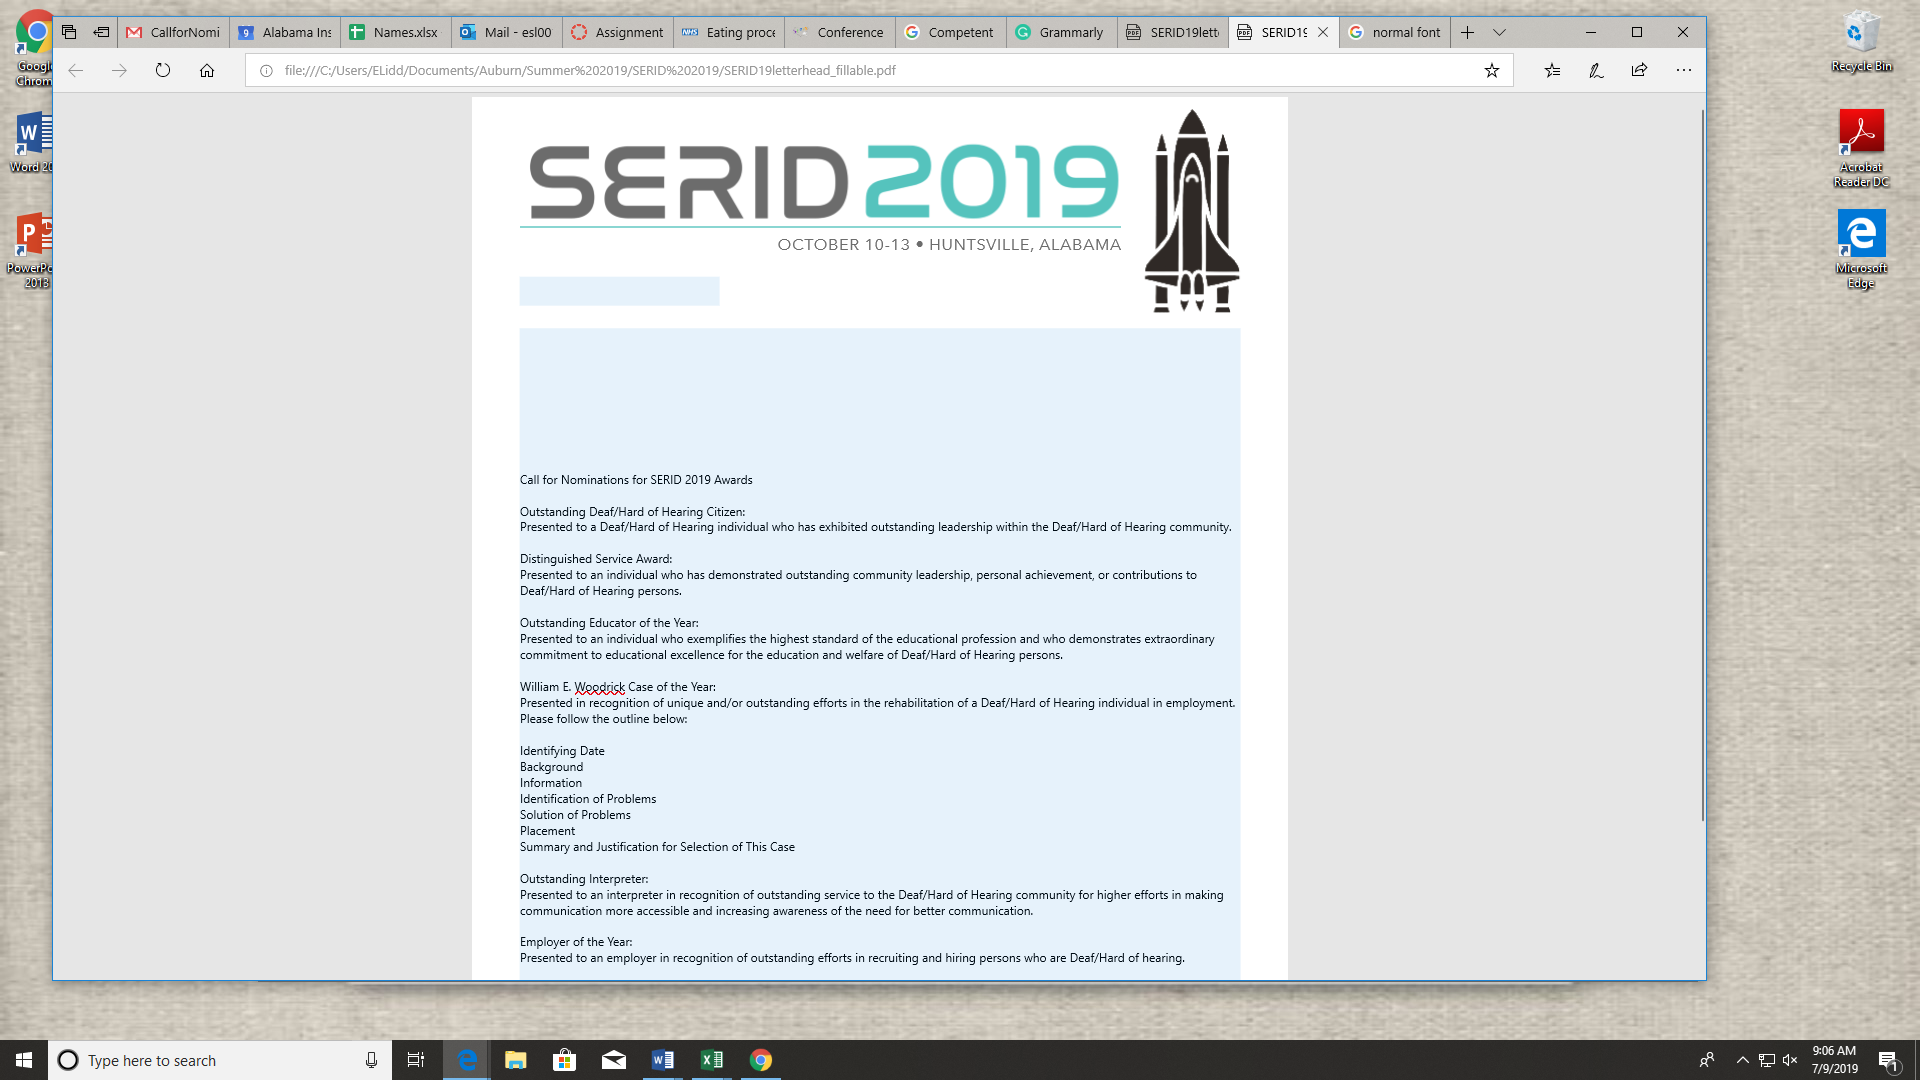 CallforNomi
Alabama Ins
Names.xlsx
Mail - esl00
Assignment
Eating proce
Conference
Competent
Grammarly
SERID19lett
SERID19
normal font
file:///C:/Users/ELidd/Documents/Auburn/Summer%202019/SERID%202019/SERID19letterhead_fillable.pdf
Google
Chrom
Word 20
PowerPo
2013
Recycle Bin
Acrobat
Reader DC
Microsoft
Edge
SERID 2019
OCTOBER 10-13 • HUNTSVILLE, ALABAMA
Call for Nominations for SERID 2019 Awards
Outstanding Deaf/Hard of Hearing Citizen:
Presented to a Deaf/Hard of Hearing individual who has exhibited outstanding leadership within the Deaf/Hard of Hearing community.
Distinguished Service Award:
Presented to an individual who has demonstrated outstanding community leadership, personal achievement, or contributions to
Deaf/Hard of Hearing persons.
Outstanding Educator of the Year:
Presented to an individual who exemplifies the highest standard of the educational profession and who demonstrates extraordinary
commitment to educational excellence for the education and welfare of Deaf/Hard of Hearing persons.
William E. Woodrick Case of the Year:
Presented in recognition of unique and/or outstanding efforts in the rehabilitation of a Deaf/Hard of Hearing individual in employment.
Please follow the outline below:
Identifying Date
Background
Information
Identification of Problems
Solution of Problems
Placement
Summary and Justification for Selection of This Case
Outstanding Interpreter:
Presented to an interpreter in recognition of outstanding service to the Deaf/Hard of Hearing community for higher efforts in making
communication more accessible and increasing awareness of the need for better communication.
Employer of the Year:
Presented to an employer in recognition of outstanding efforts in recruiting and hiring persons who are Deaf/Hard of hearing.
Type here to search
9:06 AM
7/9/2019
1